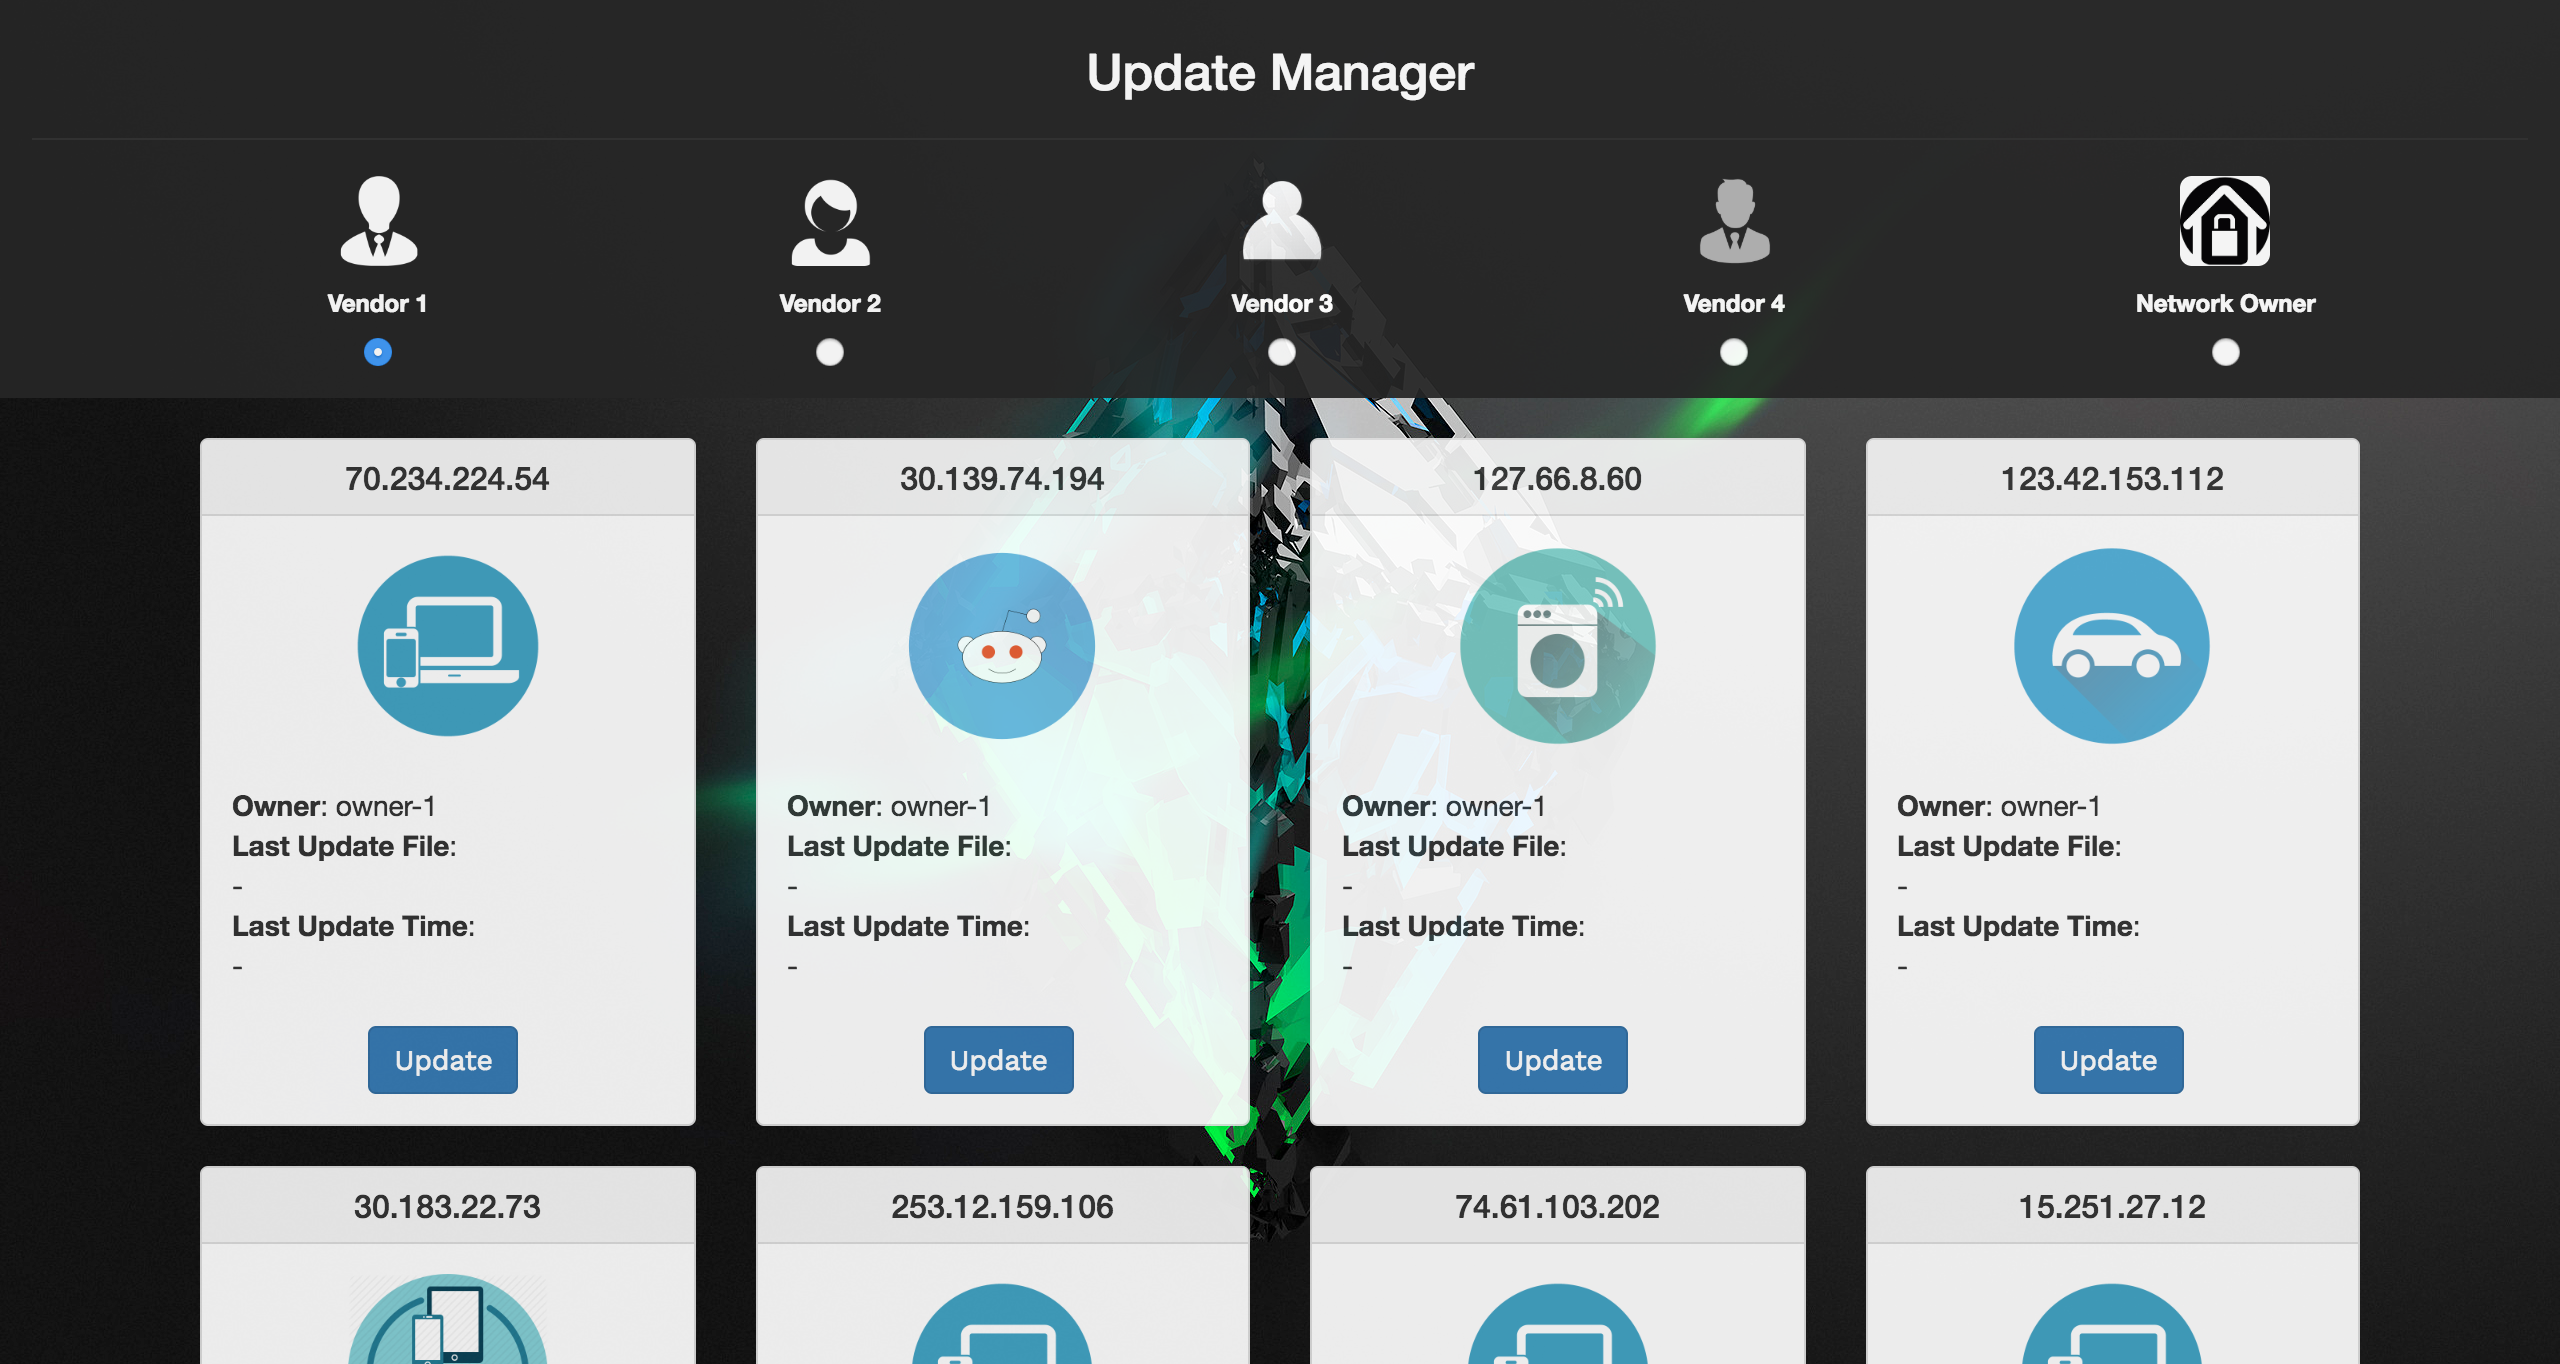 Update Manager
Vendor 1
Vendor 2
Vendor 3
Vendor 4
Network Owner
70.234.224.54
Owner: owner-1
Last Update File:
-
Last Update Time:
-
Update
30.139.74.194
Owner: owner-1
Last Update File:
-
Last Update Time:
-
Update
127.66.8.60
Owner: owner-1
Last Update File:
-
Last Update Time:
-
Update
123.42.153.112
Owner: owner-1
Last Update File:
-
Last Update Time:
-
Update
30.183.22.73
253.12.159.106
74.61.103.202
15.251.27.12